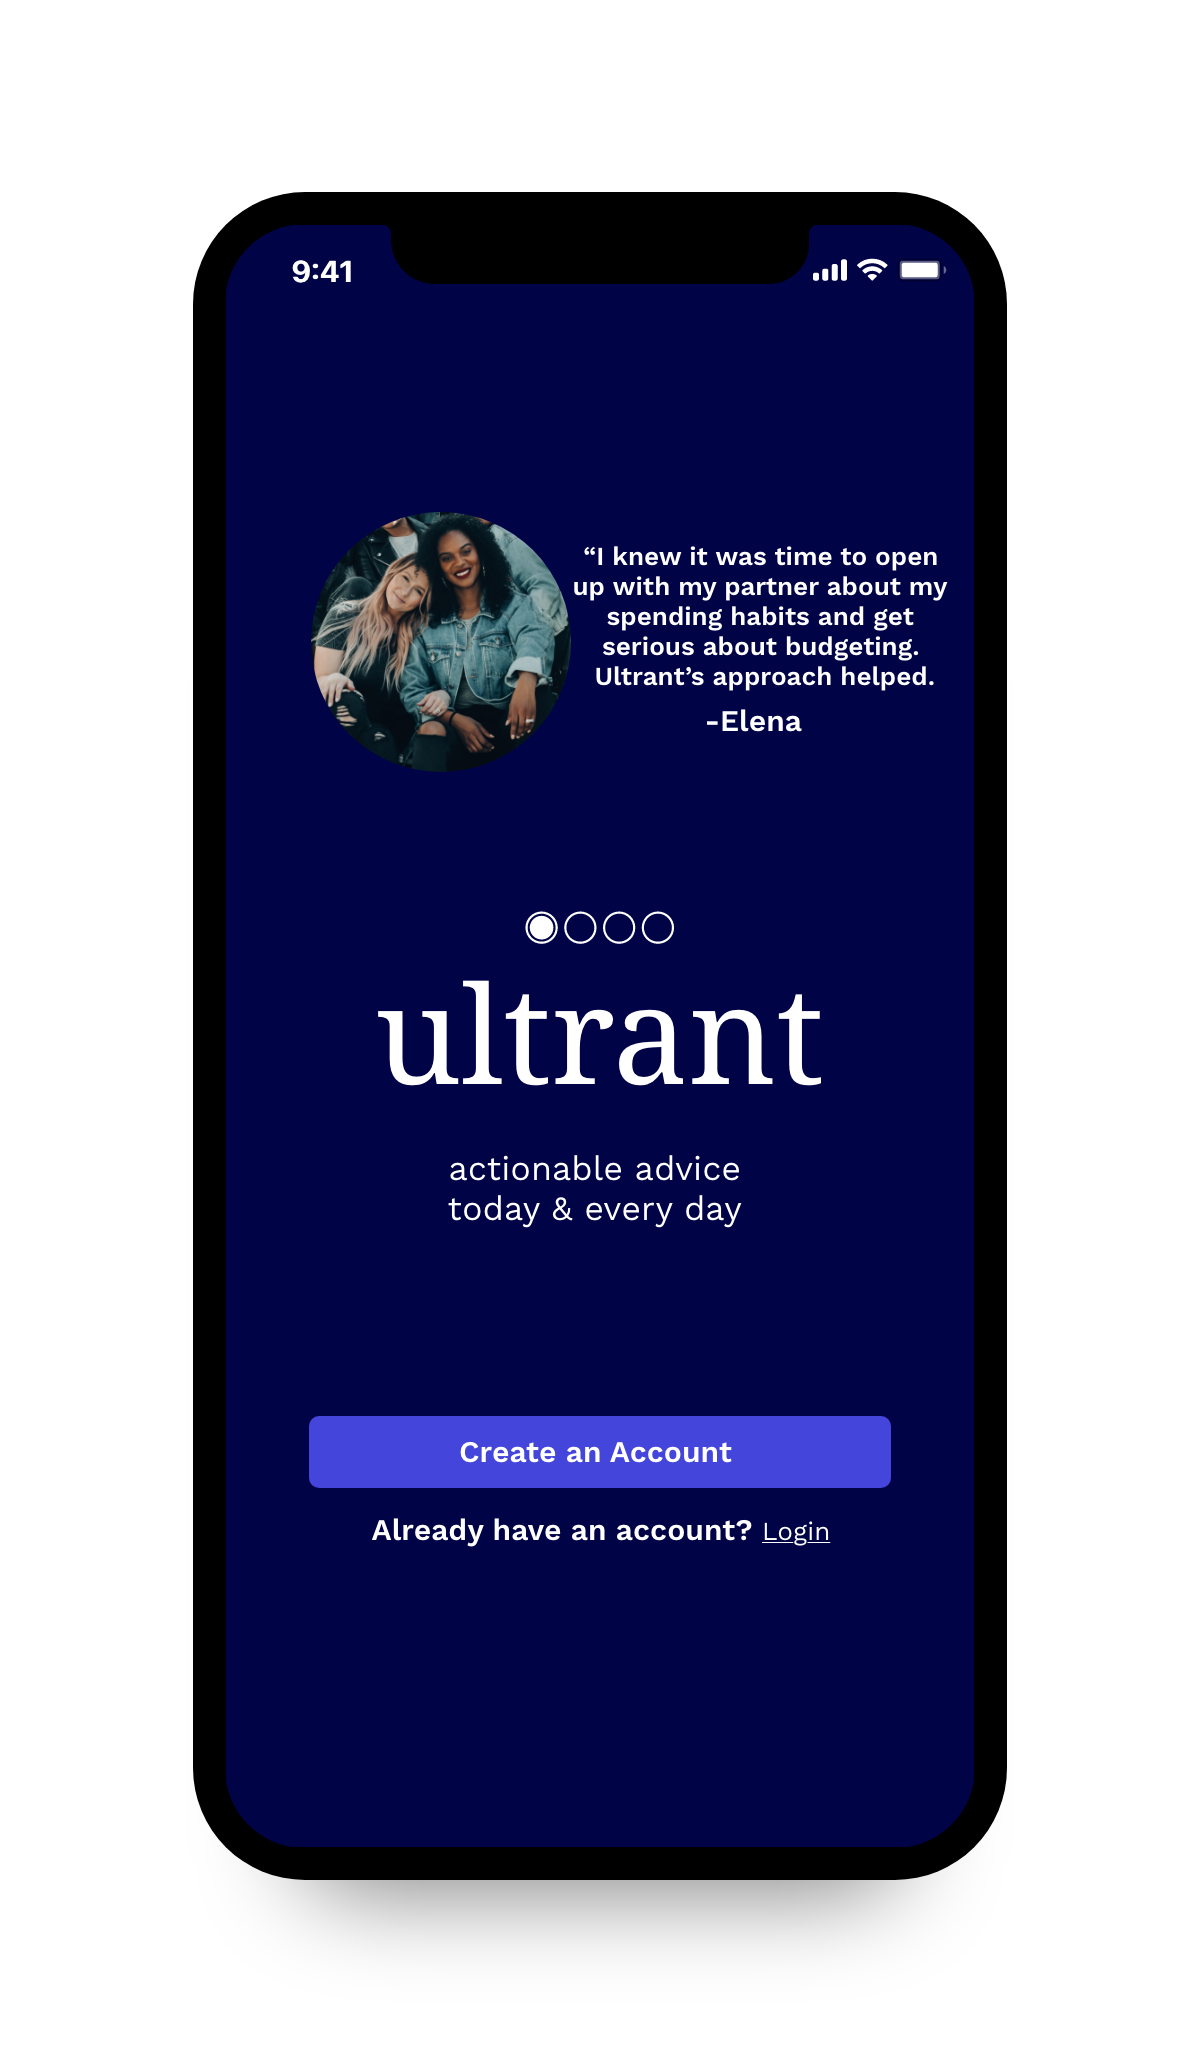 9:41
“I knew it was time to open
up with my partner about my
spending habits and get
serious about budgeting.
Ultrant’s approach helped.
-Elena
ultrant
actionable advice
today & every day
Create an Account
Already have an account? Login